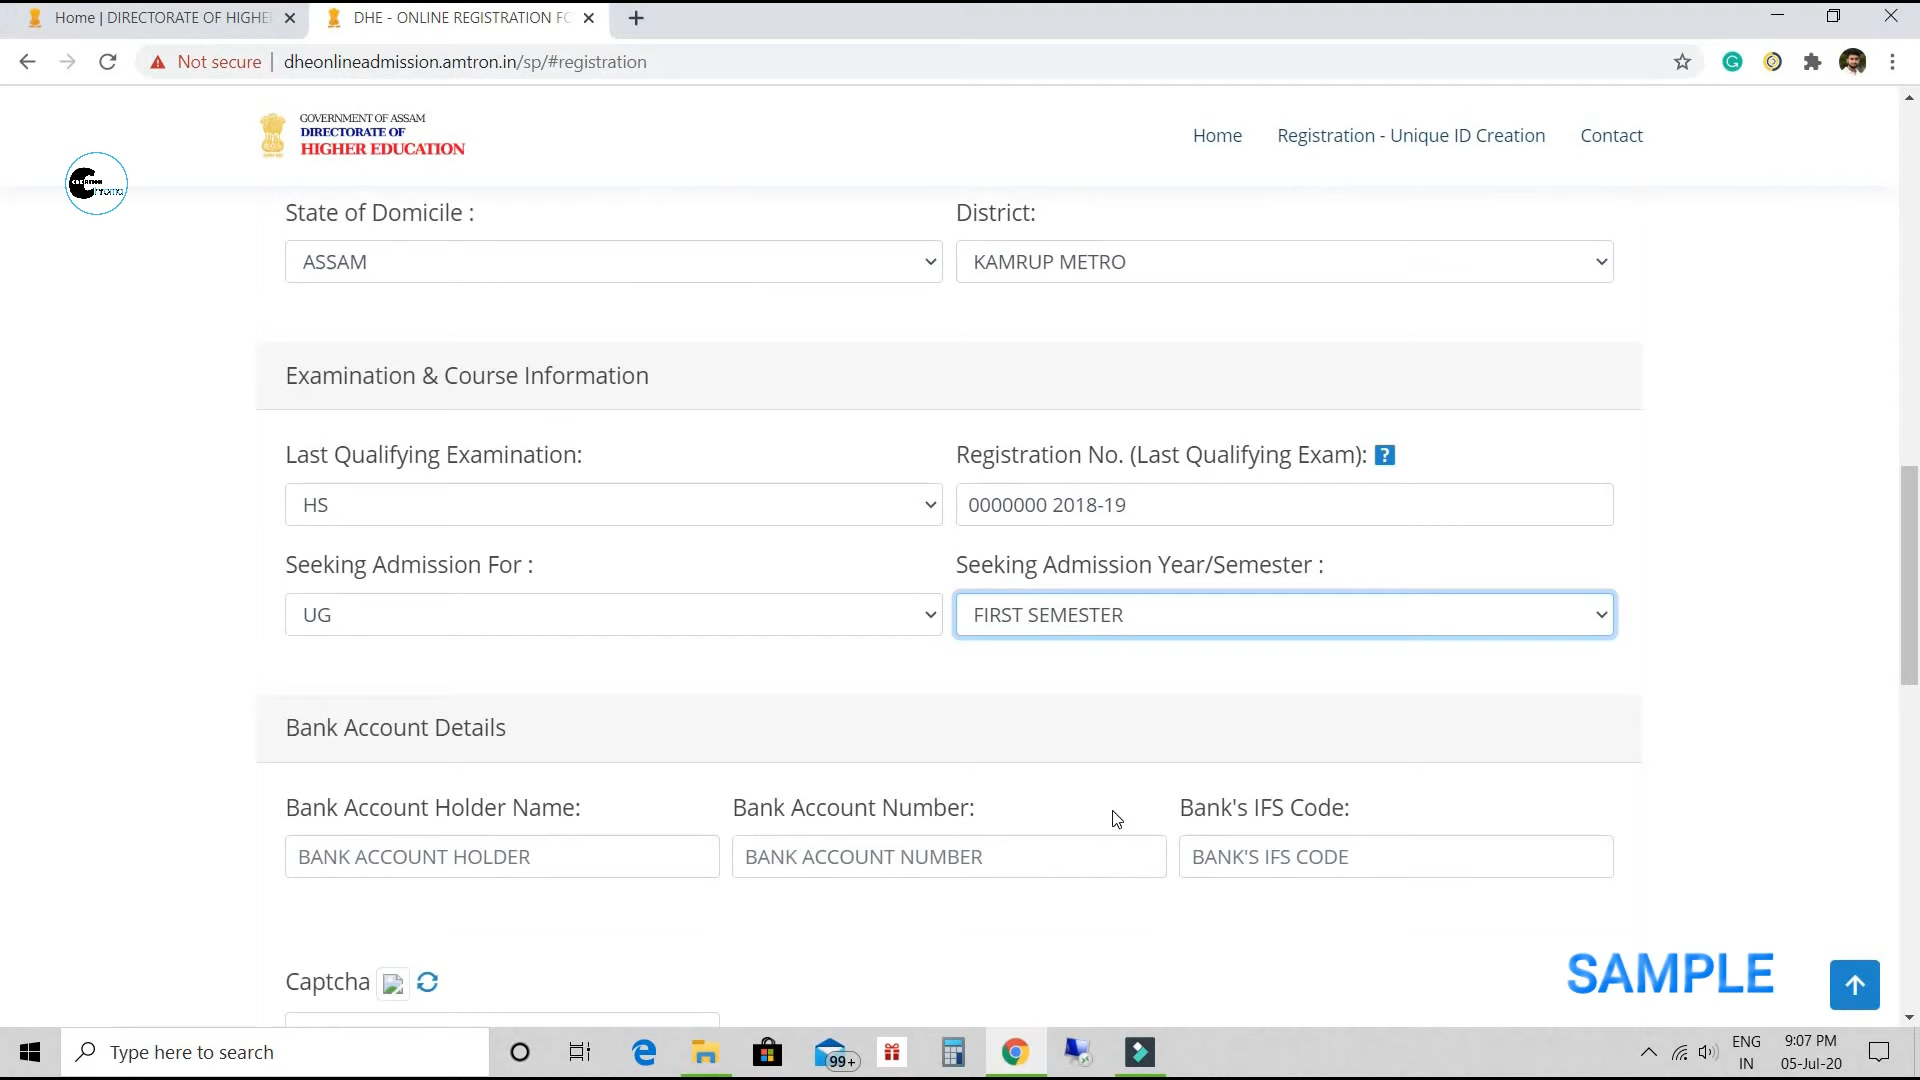 Home | DIRECTORATE OF HIGHE
DHE - ONLINE REGISTRATION FO
Not secure
dheonlineadmission.amtron.in/sp/#registration
GOVERNMENT OF ASSAM
DIRECTORATE OF
HIGHER EDUCATION
Home
Registration - Unique ID Creation
Contact
CREATION
State of Domicile :
District:
ASSAM
KAMRUP METRO
Examination & Course Information
Last Qualifying Examination:
Registration No. (Last Qualifying Exam): ?
HS
0000000 2018-19
Seeking Admission For :
Seeking Admission Year/Semester :
UG
FIRST SEMESTER
Bank Account Details
Bank Account Holder Name:
Bank Account Number:
Bank's IFS Code:
BANK ACCOUNT HOLDER
BANK ACCOUNT NUMBER
BANK'S IFS CODE
Captcha
SAMPLE
Type here to search
99+
ENG
IN
9:07 PM
05-Jul-20